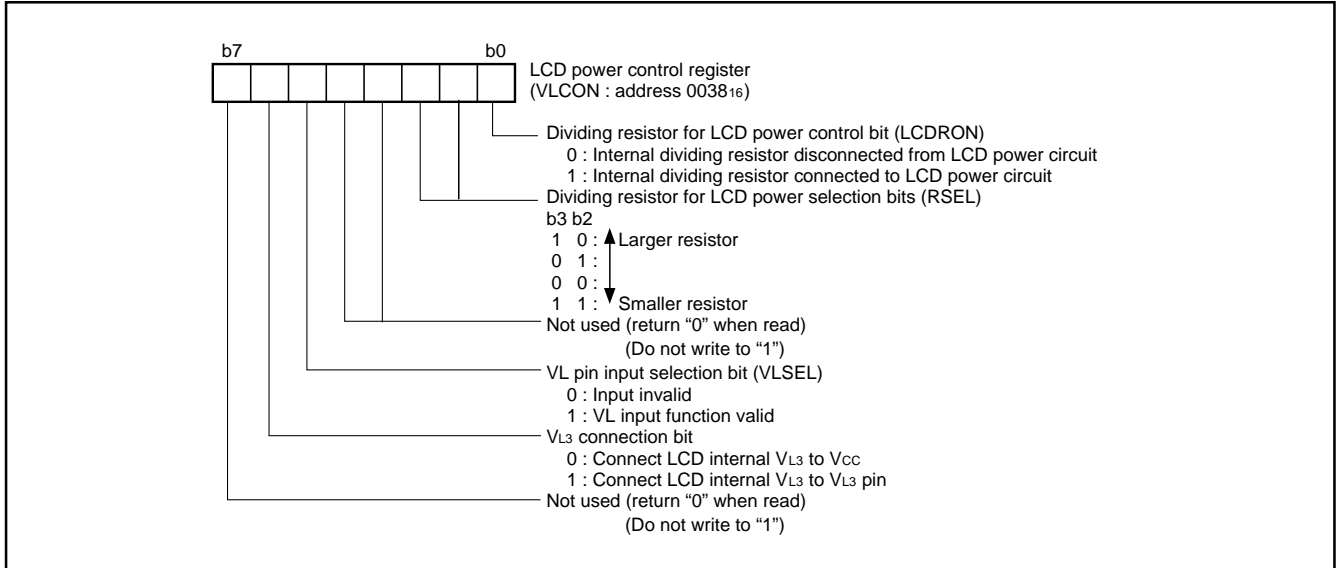 b7 b0
LCD power control register
(VLCON : address 003816)
Dividing resistor for LCD power control bit (LCDRON)
0 : Internal dividing resistor disconnected from LCD power circuit
1 : Internal dividing resistor connected to LCD power circuit
Dividing resistor for LCD power selection bits (RSEL)
b3 b2
1 0 : Larger resistor
0 1 :
0 0 :
1 1 : Smaller resistor
Not used (return “0” when read)
(Do not write to “1”)
VL pin input selection bit (VLSEL)
0 : Input invalid
1 : VL input function valid
VL3 connection bit
0 : Connect LCD internal VL3 to VCC
1 : Connect LCD internal VL3 to VL3 pin
Not used (return “0” when read)
(Do not write to “1”)